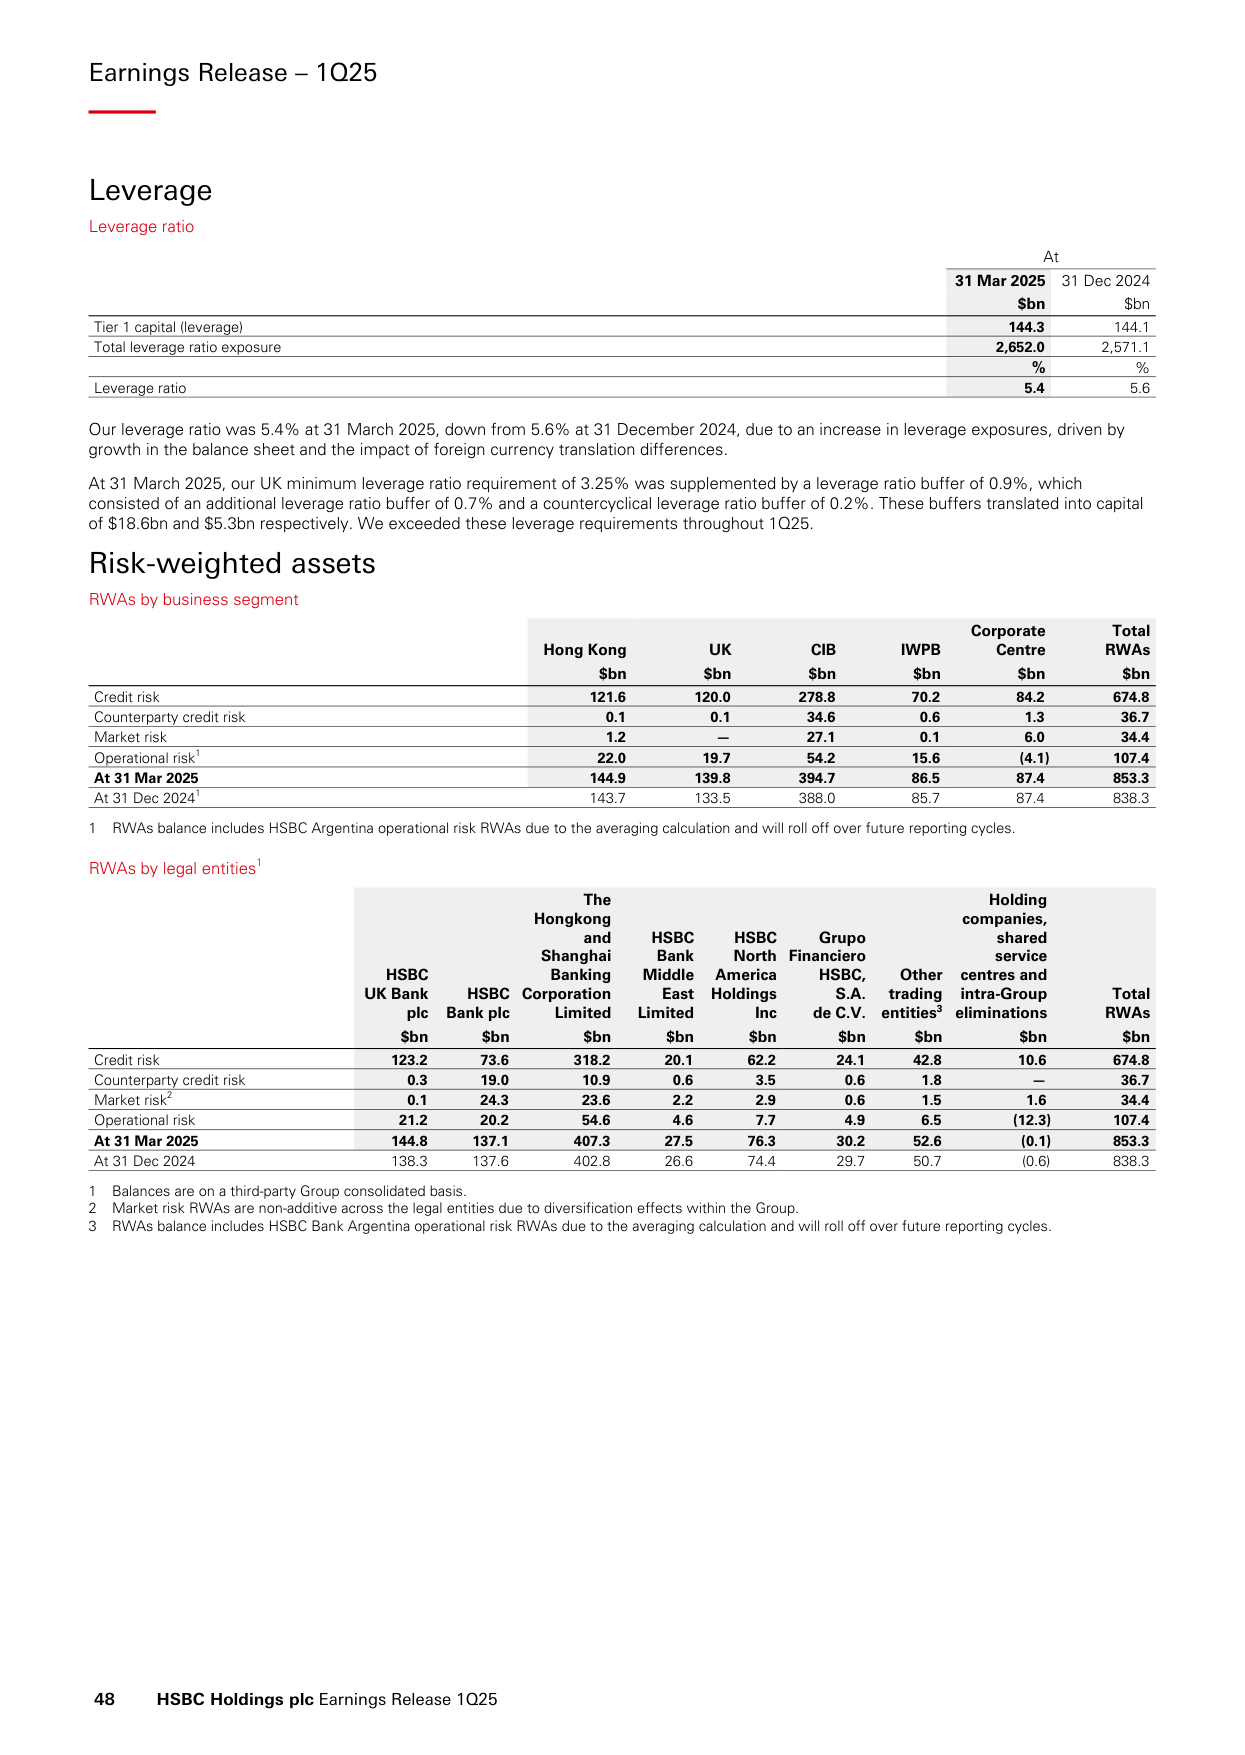 Earnings Release – 1Q25
Leverage
Leverage ratio
At
31 Mar 2025 31 Dec 2024
$bn $bn
Tier 1 capital (leverage) 144.3 144.1
Total leverage ratio exposure 2,652.0 2,571.1
% %
Leverage ratio 5.4 5.6
Our leverage ratio was 5.4% at 31 March 2025, down from 5.6% at 31 December 2024, due to an increase in leverage exposures, driven by
growth in the balance sheet and the impact of foreign currency translation differences.
At 31 March 2025, our UK minimum leverage ratio requirement of 3.25% was supplemented by a leverage ratio buffer of 0.9%, which
consisted of an additional leverage ratio buffer of 0.7% and a countercyclical leverage ratio buffer of 0.2%. These buffers translated into capital
of $18.6bn and $5.3bn respectively. We exceeded these leverage requirements throughout 1Q25.
Risk-weighted assets
RWAs by business segment
Corporate Total
Hong Kong UK CIB IWPB Centre RWAs
$bn $bn $bn $bn $bn $bn
Credit risk 121.6 120.0 278.8 70.2 84.2 674.8
Counterparty credit risk 0.1 0.1 34.6 0.6 1.3 36.7
Market risk 1.2 — 27.1 0.1 6.0 34.4
Operational risk1 22.0 19.7 54.2 15.6 (4.1) 107.4
At 31 Mar 2025 144.9 139.8 394.7 86.5 87.4 853.3
At 31 Dec 20241 143.7 133.5 388.0 85.7 87.4 838.3
1 RWAs balance includes HSBC Argentina operational risk RWAs due to the averaging calculation and will roll off over future reporting cycles.
RWAs by legal entities1
The Holding
Hongkong companies,
and HSBC HSBC Grupo shared
Shanghai Bank North Financiero service
HSBC Banking Middle America HSBC, Other centres and
UK Bank HSBC Corporation East Holdings S.A. trading intra-Group Total
plc Bank plc Limited Limited Inc de C.V. entities3 eliminations RWAs
$bn $bn $bn $bn $bn $bn $bn $bn $bn
Credit risk 123.2 73.6 318.2 20.1 62.2 24.1 42.8 10.6 674.8
Counterparty credit risk 0.3 19.0 10.9 0.6 3.5 0.6 1.8 — 36.7
Market risk2 0.1 24.3 23.6 2.2 2.9 0.6 1.5 1.6 34.4
Operational risk 21.2 20.2 54.6 4.6 7.7 4.9 6.5 (12.3) 107.4
At 31 Mar 2025 144.8 137.1 407.3 27.5 76.3 30.2 52.6 (0.1) 853.3
At 31 Dec 2024 138.3 137.6 402.8 26.6 74.4 29.7 50.7 (0.6) 838.3
1 Balances are on a third-party Group consolidated basis.
2 Market risk RWAs are non-additive across the legal entities due to diversification effects within the Group.
3 RWAs balance includes HSBC Bank Argentina operational risk RWAs due to the averaging calculation and will roll off over future reporting cycles.
48 HSBC Holdings plc Earnings Release 1Q25